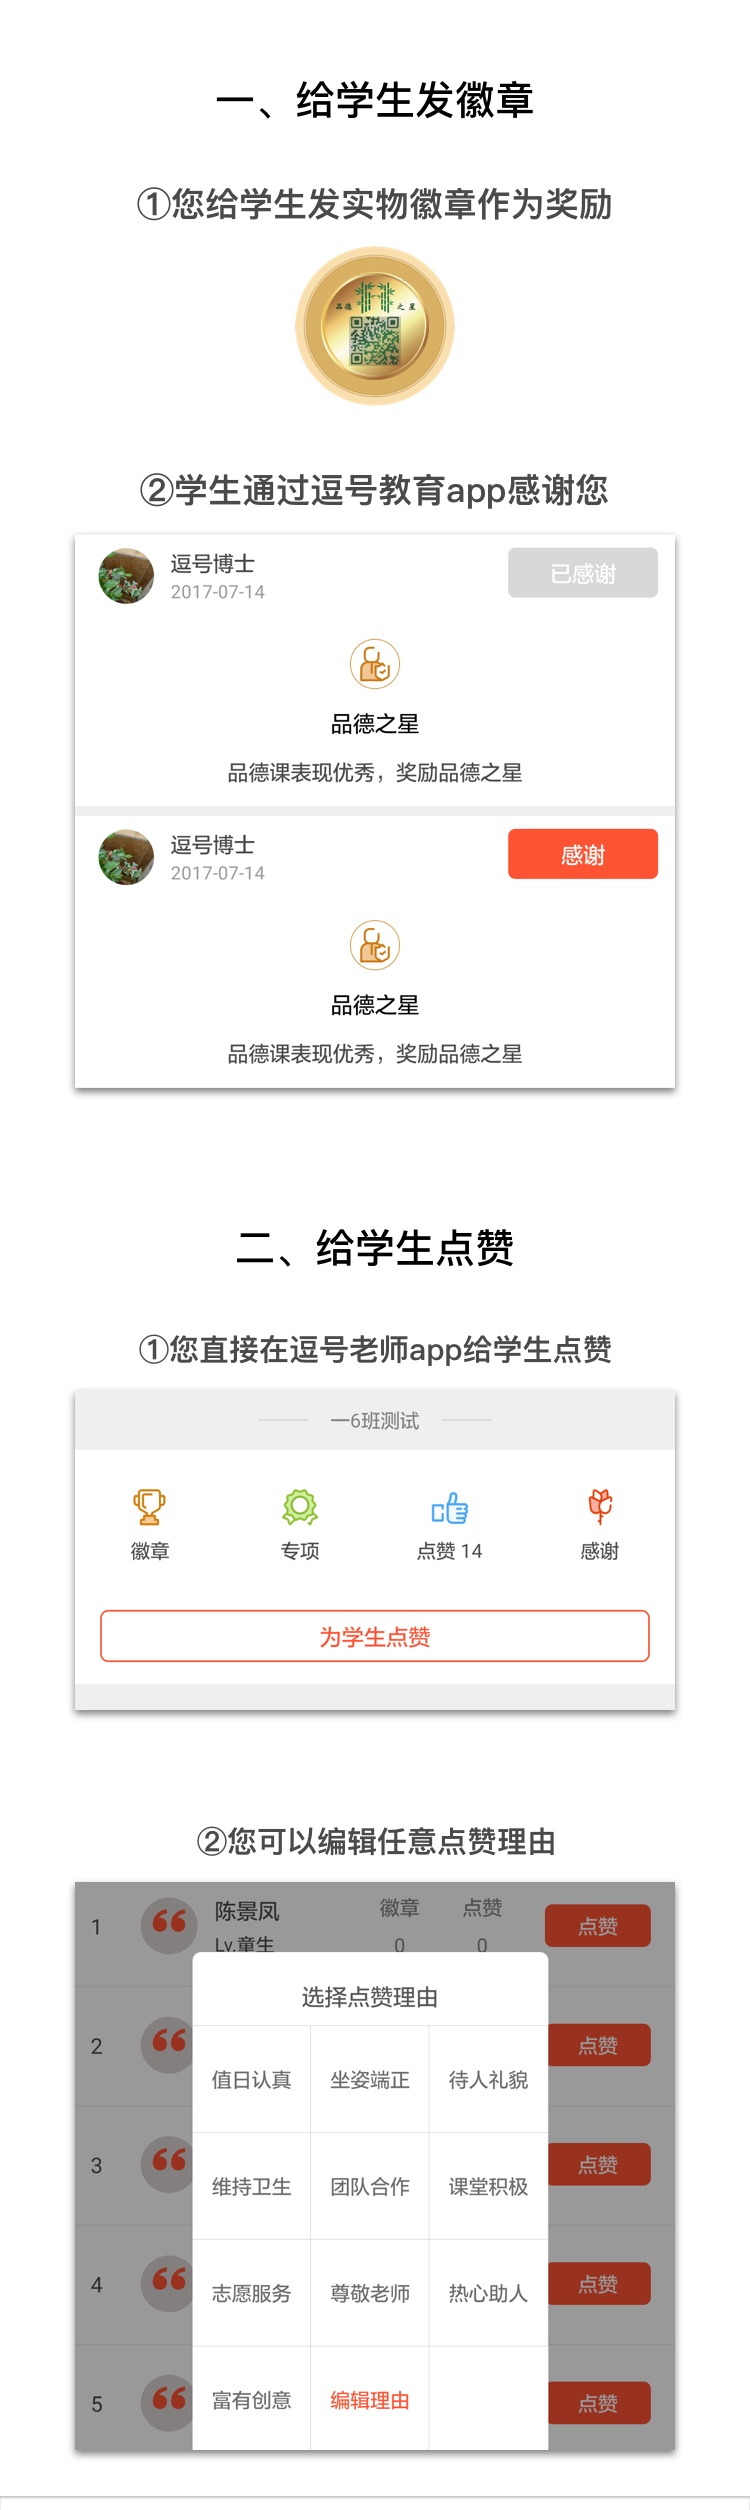 一、给学生发徽章
①您给学生发实物徽章作为奖励
品德 之星
②学生通过逗号教育app感谢您
逗号博士 已感谢
2017-07-14
品德之星
品德课表现优秀，奖励品德之星
逗号博士 感谢
2017-07-14
品德之星
品德课表现优秀，奖励品德之星
二、给学生点赞
①您直接在逗号老师app给学生点赞
一6班测试
徽章 专项 点赞 14 感谢
为学生点赞
②您可以编辑任意点赞理由
1 陈景凤 徽章 点赞 点赞
Lv.童生 0 0
选择点赞理由
2 点赞
值日认真 坐姿端正 待人礼貌
3 点赞
维持卫生 团队合作 课堂积极
4 点赞
志愿服务 尊敬老师 热心助人
5 点赞
富有创意 编辑理由